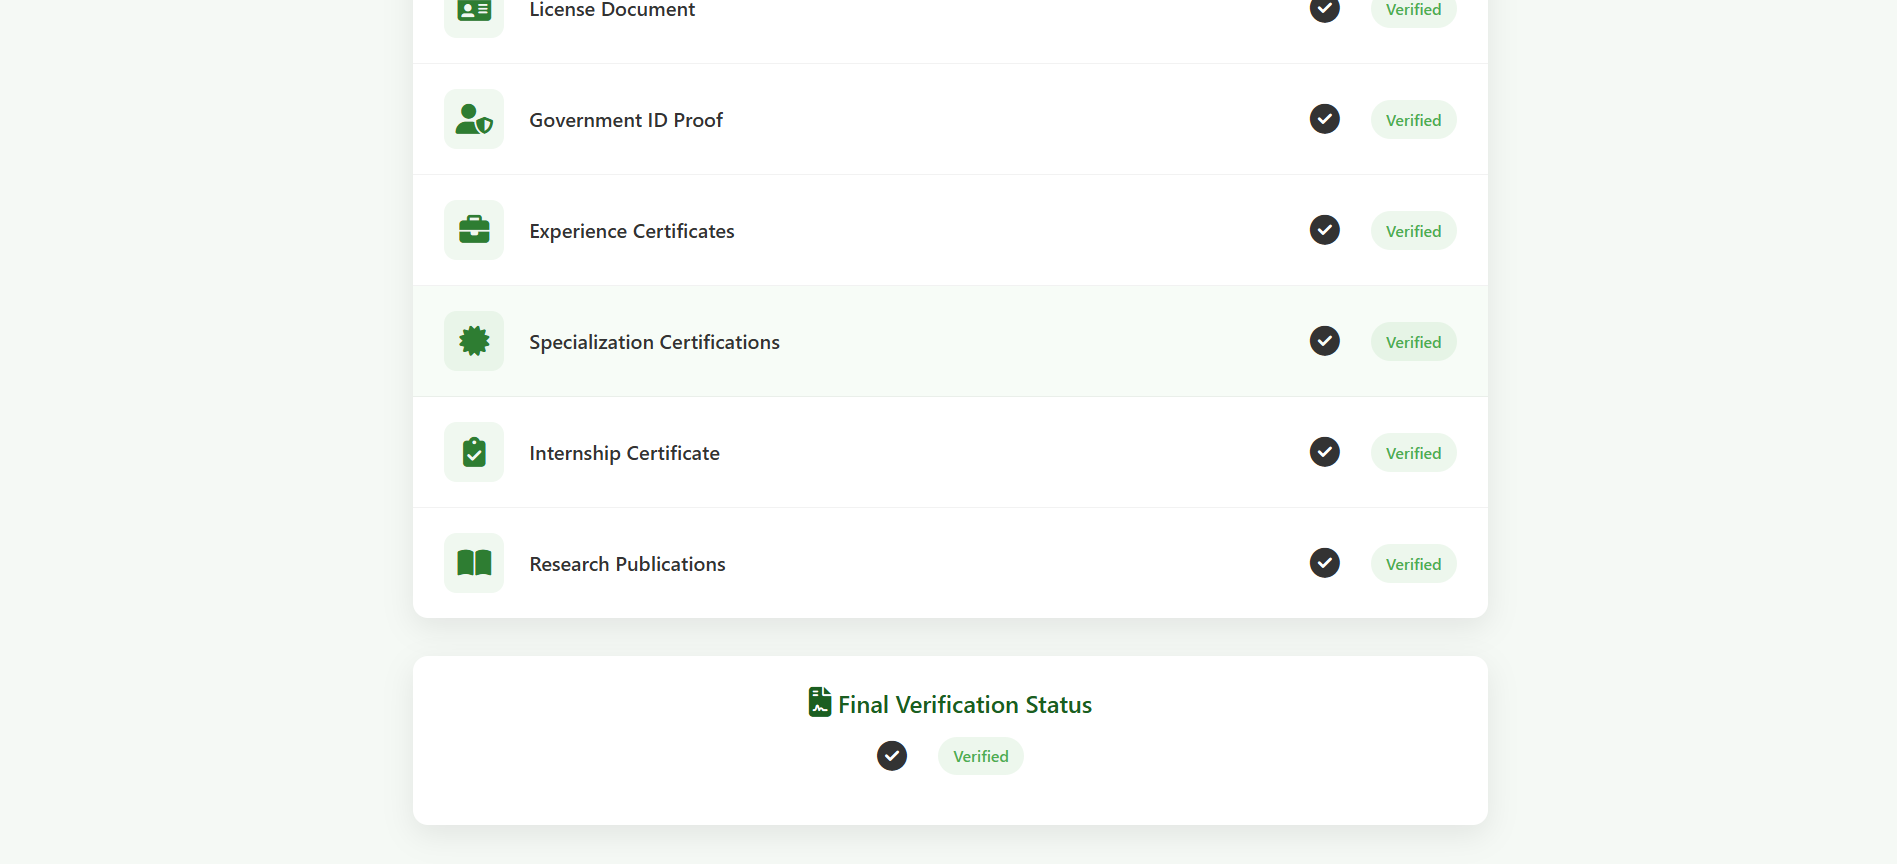 License Document Verified
Government ID Proof Verified
Experience Certificates Verified
Specialization Certifications Verified
Internship Certificate Verified
Research Publications Verified
Final Verification Status
Verified